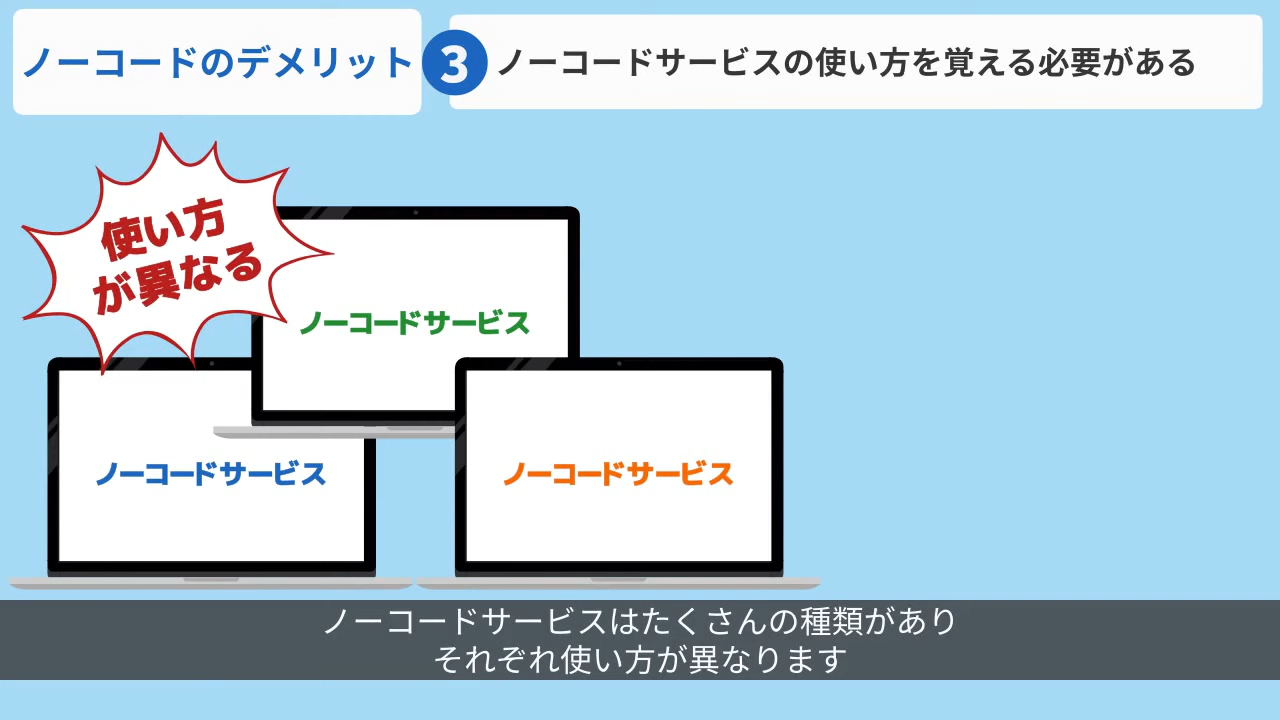 ノーコードのデメリット
3
ノーコードサービスの使い方を覚える必要がある
使い方
が異なる
ノーコードサービス
ノーコードサービス
ノーコードサービス
ノーコードサービスはたくさんの種類があり
それぞれ使い方が異なります